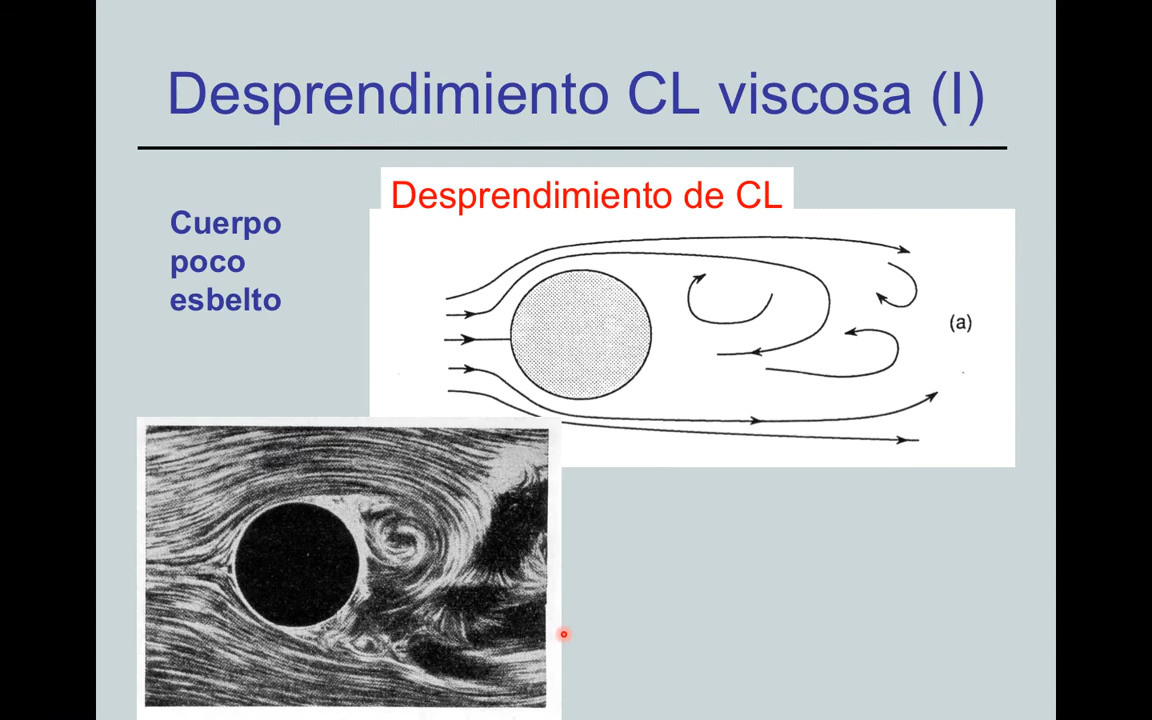 Desprendimiento CL viscosa (I)
Desprendimiento de CL
Cuerpo
poco
esbelto
(a)